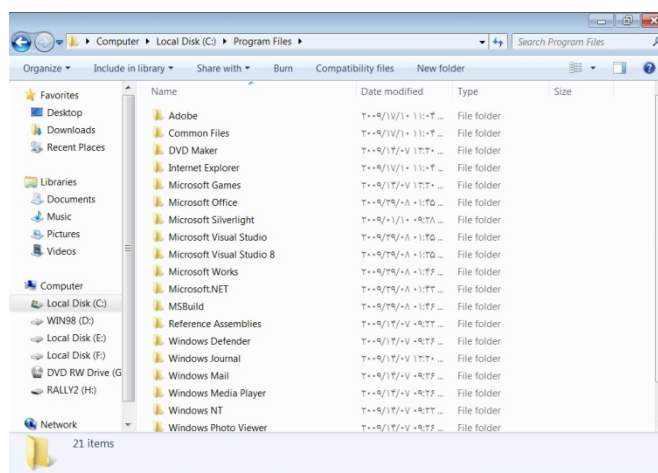 Computer Local Disk (C:) Program Files
Search Program Files
Organize Include in library Share with Burn Compatibility files New folder
Favorites
Desktop
Downloads
Recent Places
Libraries
Documents
Music
Pictures
Videos
Computer
Local Disk (C:)
WIN98 (D:)
Local Disk (E:)
Local Disk (F:)
DVD RW Drive (G
RALLY2 (H:)
Network
Name Date modified Type Size
Adobe File folder
Common Files File folder
DVD Maker File folder
Internet Explorer File folder
Microsoft Games File folder
Microsoft Office File folder
Microsoft Silverlight File folder
Microsoft Visual Studio File folder
Microsoft Visual Studio 8 File folder
Microsoft Works File folder
Microsoft.NET File folder
MSBuild File folder
Reference Assemblies File folder
Windows Defender File folder
Windows Journal File folder
Windows Mail File folder
Windows Media Player File folder
Windows NT File folder
Windows Photo Viewer File folder
21 items